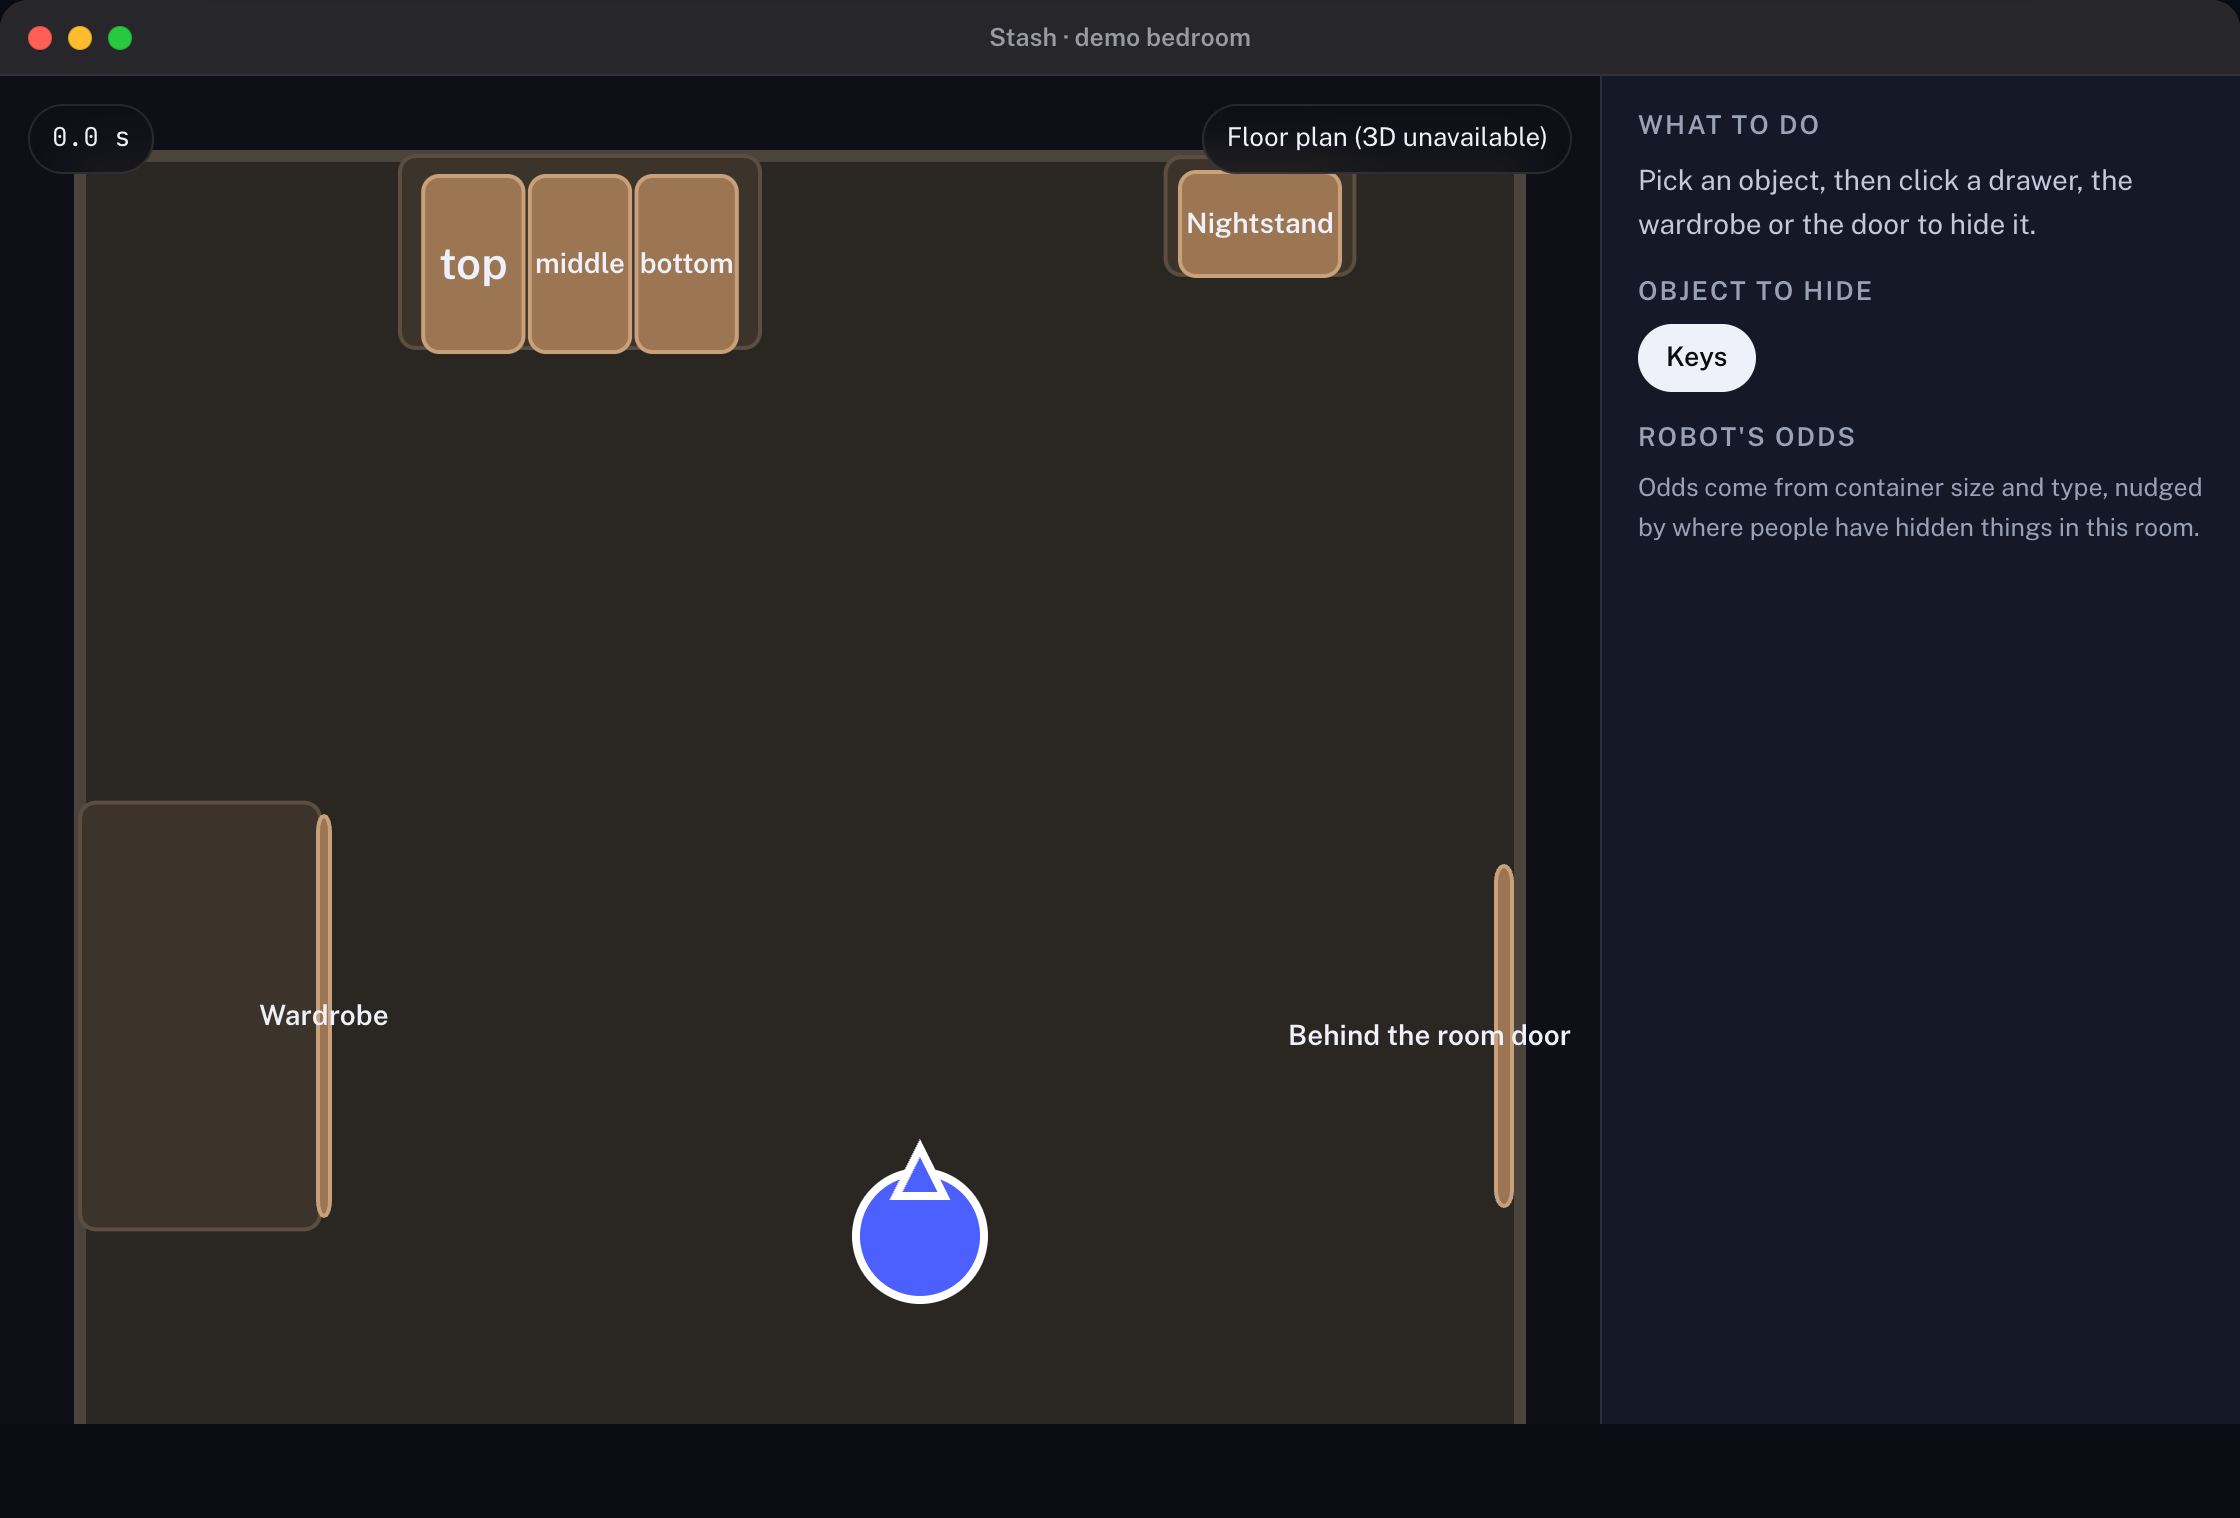 Stash · demo bedroom
0.0 s
Floor plan (3D unavailable)
top
middle
bottom
Nightstand
Wardrobe
Behind the room door
WHAT TO DO
Pick an object, then click a drawer, the
wardrobe or the door to hide it.
OBJECT TO HIDE
Keys
ROBOT'S ODDS
Odds come from container size and type, nudged
by where people have hidden things in this room.